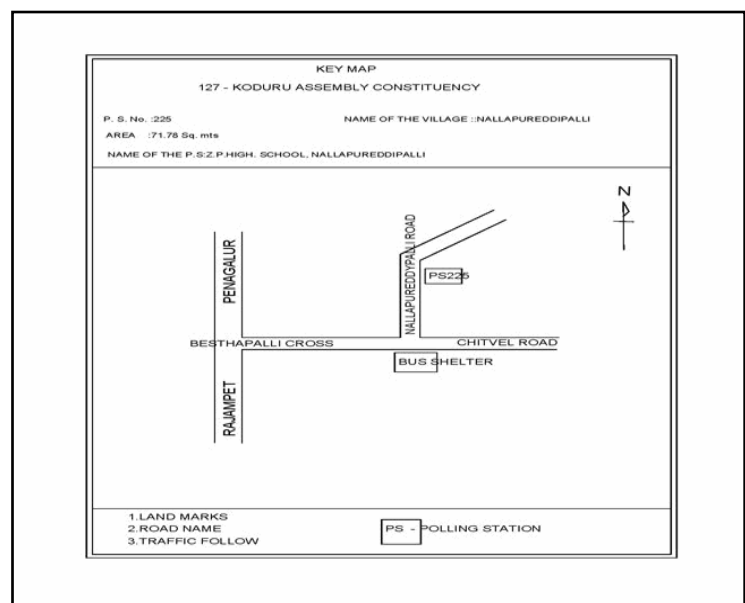 KEY MAP
127 - KODURU ASSEMBLY CONSTITUENCY
P. S. No. :225
NAME OF THE VILLAGE ::NALLAPUREDDIPALLI
AREA :71.78 Sq. mts
NAME OF THE P.S:Z.P.HIGH. SCHOOL, NALLAPUREDDIPALLI
N
PENAGALUR
NALLAPUREDDYPALLI ROAD
PS225
BESTHAPALLI CROSS
CHITVEL ROAD
BUS SHELTER
RAJAMPET
1.LAND MARKS
2.ROAD NAME
3.TRAFFIC FOLLOW
PS - POLLING STATION